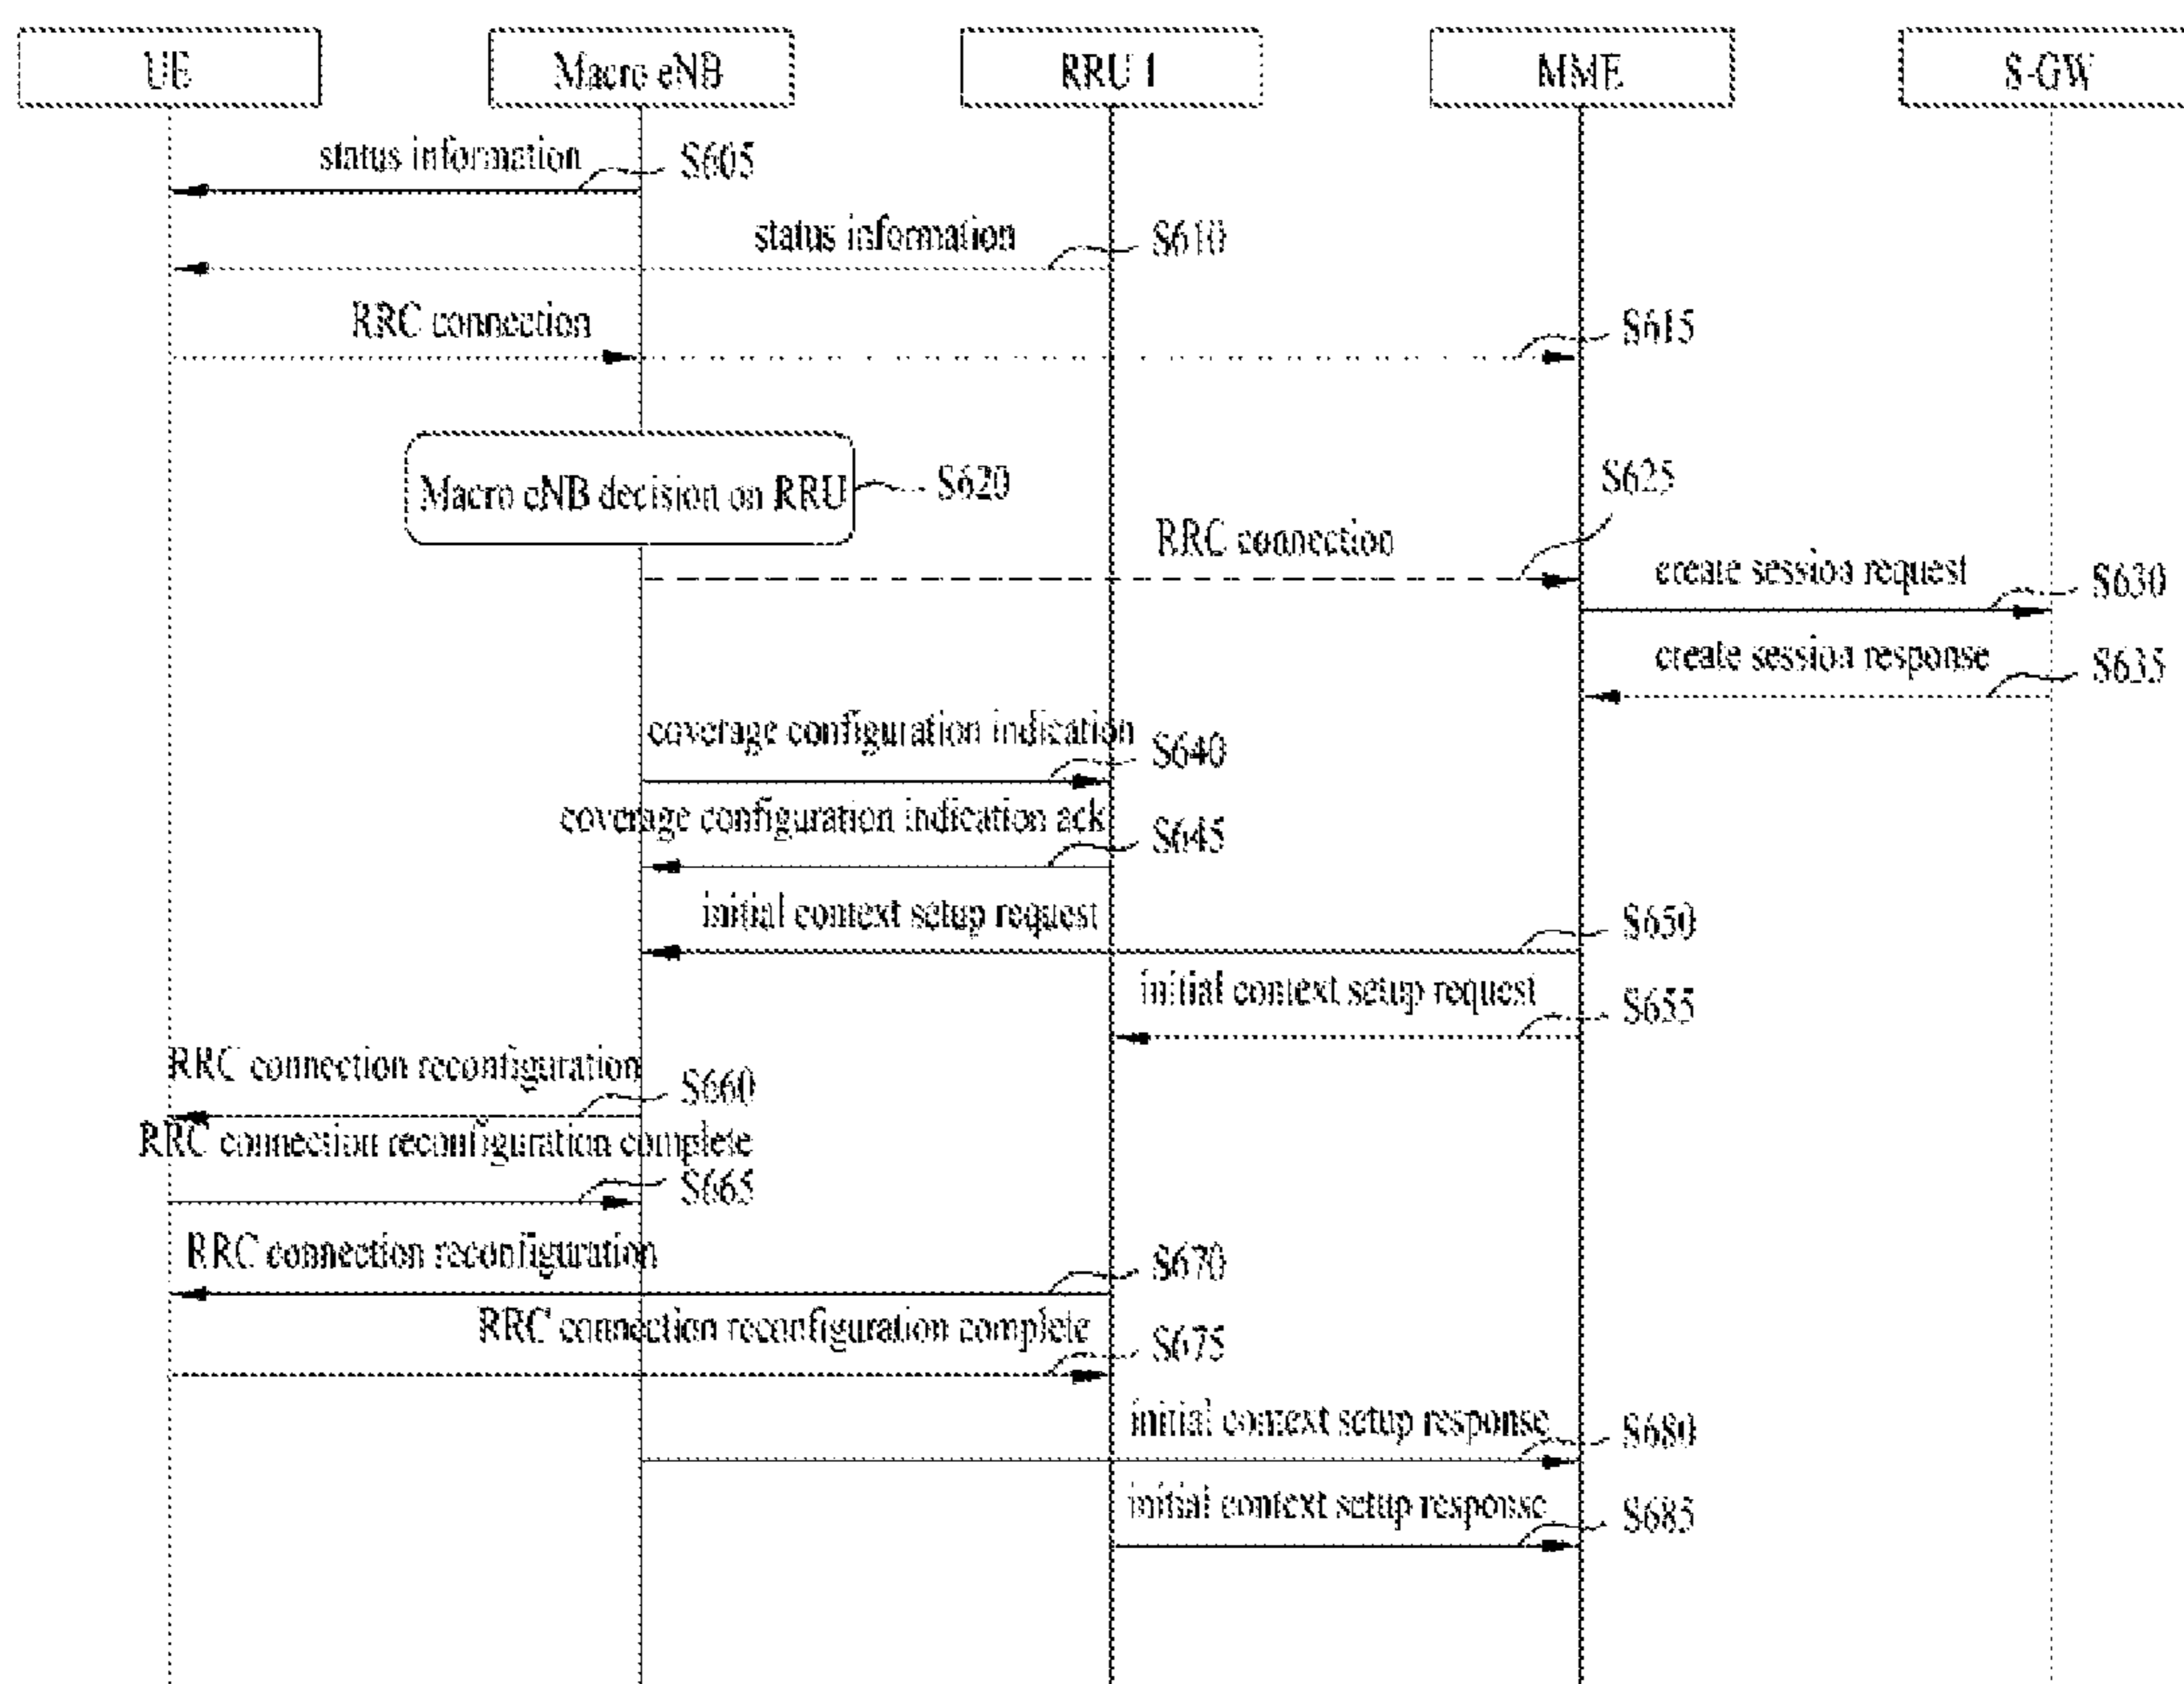 UE
Macro eNB
RRU 1
MME
S-GW
status information
S605
status information
S610
RRC connection
S615
Macro eNB decision on RRU
S620
RRC connection
S625
create session request
S630
create session response
S635
coverage configuration indication
S640
coverage configuration indication ack
S645
initial context setup request
S650
initial context setup request
S655
RRC connection reconfiguration
S660
RRC connection reconfiguration complete
S665
RRC connection reconfiguration
S670
RRC connection reconfiguration complete
S675
initial context setup response
S680
initial context setup response
S685